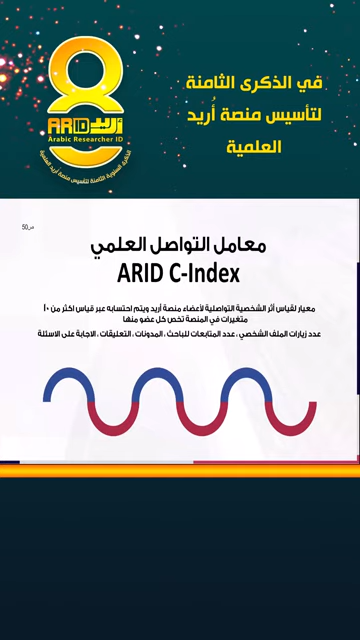 في الذكرى الثامنة
لتأسيس منصة أُريد
العلمية
ARID أريد
Arabic Researcher ID
الذكرى السنوية الثامنة لتأسيس منصة أريد العلمية
ص50
معامل التواصل العلمي
ARID C-Index
معيار لقياس أثر الشخصية التواصلية لأعضاء منصة أريد ويتم احتسابه عبر قياس اكثر من ١٠
متغيرات في المنصة تخص كل عضو منها
عدد زيارات الملف الشخصي ، عدد المتابعات للباحث ، المدونات ، التعليقات ، الاجابة على الاسئلة